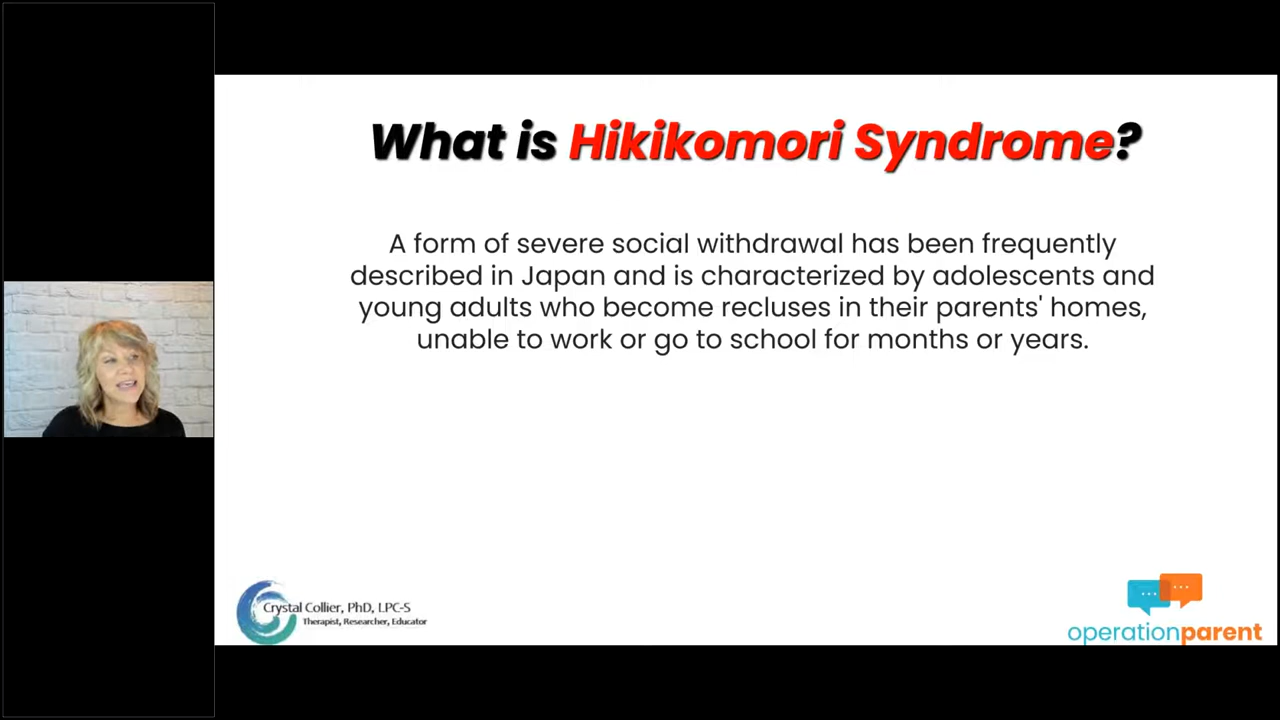 What is Hikikomori Syndrome?
A form of severe social withdrawal has been frequently
described in Japan and is characterized by adolescents and
young adults who become recluses in their parents' homes,
unable to work or go to school for months or years.
Crystal Collier, PhD, LPC-S
Therapist, Researcher, Educator
operationparent